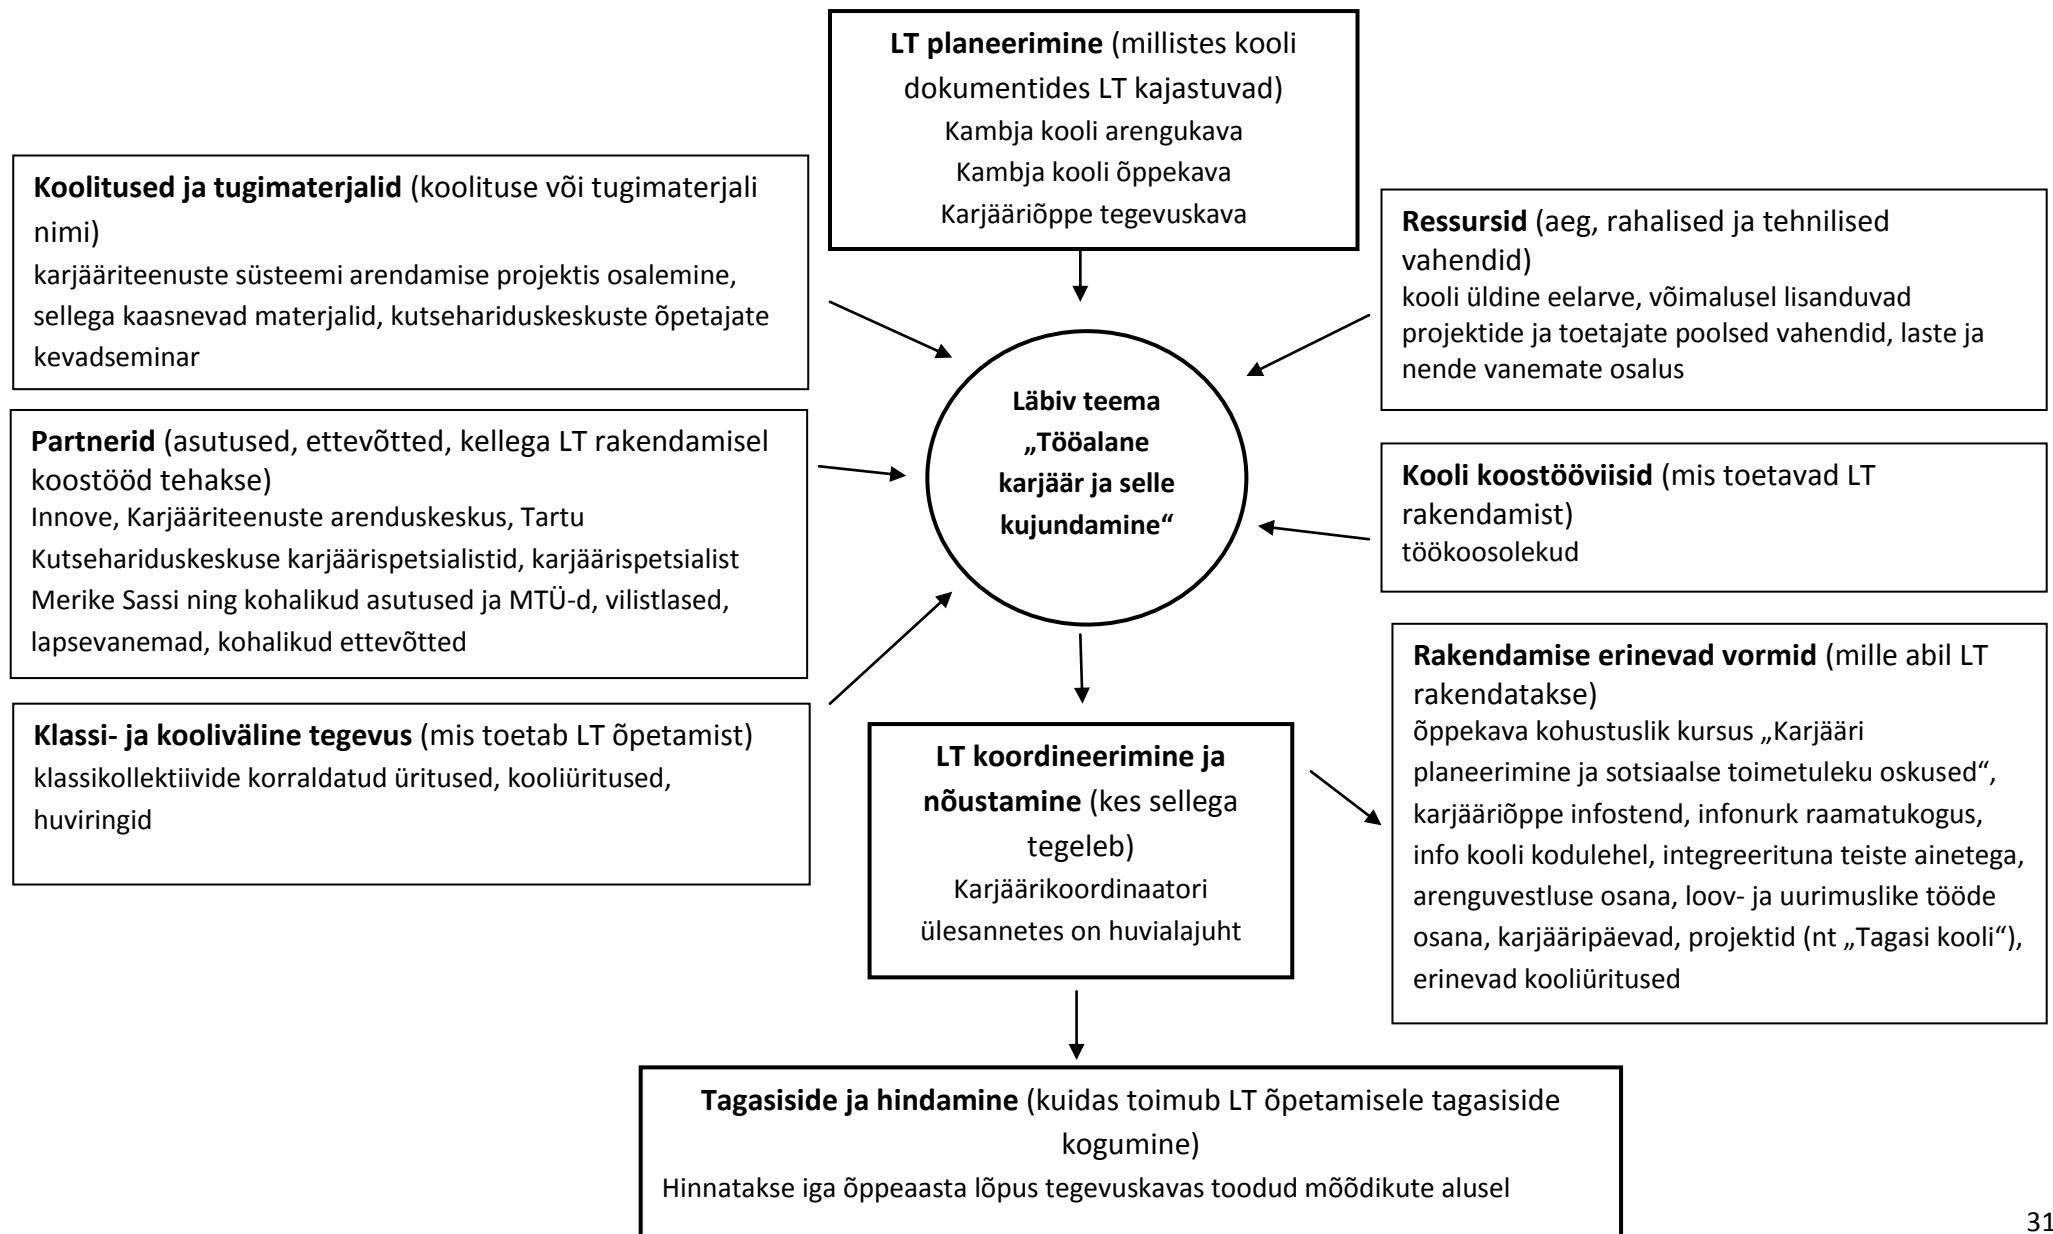 LT planeerimine (millistes kooli
dokumentides LT kajastuvad)
Kambja kooli arengukava
Kambja kooli õppekava
Karjääriõppe tegevuskava
Koolitused ja tugimaterjalid (koolituse või tugimaterjali
nimi)
karjääriteenuste süsteemi arendamise projektis osalemine,
sellega kaasnevad materjalid, kutsehariduskeskuste õpetajate
kevadseminar
Ressursid (aeg, rahalised ja tehnilised
vahendid)
kooli üldine eelarve, võimalusel lisanduvad
projektide ja toetajate poolsed vahendid, laste ja
nende vanemate osalus
Läbiv teema
„Tööalane
karjäär ja selle
kujundamine“
Partnerid (asutused, ettevõtted, kellega LT rakendamisel
koostööd tehakse)
Innove, Karjääriteenuste arenduskeskus, Tartu
Kutsehariduskeskuse karjäärispetsialistid, karjäärispetsialist
Merike Sassi ning kohalikud asutused ja MTÜ-d, vilistlased,
lapsevanemad, kohalikud ettevõtted
Kooli koostööviisid (mis toetavad LT
rakendamist)
töökoosolekud
Klassi- ja kooliväline tegevus (mis toetab LT õpetamist)
klassikollektiivide korraldatud üritused, kooliüritused,
huviringid
LT koordineerimine ja
nõustamine (kes sellega
tegeleb)
Karjäärikoordinaatori
ülesannetes on huvialajuht
Rakendamise erinevad vormid (mille abil LT
rakendatakse)
õppekava kohustuslik kursus „Karjääri
planeerimine ja sotsiaalse toimetuleku oskused“,
karjääriõppe infostend, infonurk raamatukogus,
info kooli kodulehel, integreerituna teiste ainetega,
arenguvestluse osana, loov- ja uurimuslike tööde
osana, karjääripäevad, projektid (nt „Tagasi kooli“),
erinevad kooliüritused
Tagasiside ja hindamine (kuidas toimub LT õpetamisele tagasiside
kogumine)
Hinnatakse iga õppeaasta lõpus tegevuskavas toodud mõõdikute alusel
31